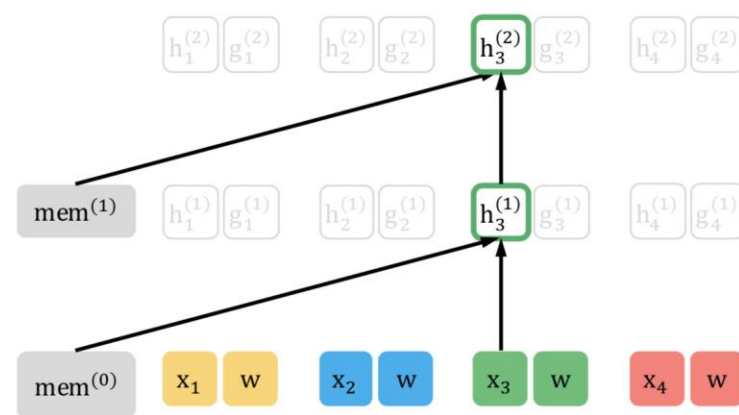 h₁⁽²⁾ g₁⁽²⁾ h₂⁽²⁾ g₂⁽²⁾ h₃⁽²⁾ g₃⁽²⁾ h₄⁽²⁾ g₄⁽²⁾
mem⁽¹⁾ h₁⁽¹⁾ g₁⁽¹⁾ h₂⁽¹⁾ g₂⁽¹⁾ h₃⁽¹⁾ g₃⁽¹⁾ h₄⁽¹⁾ g₄⁽¹⁾
mem⁽⁰⁾ x₁ w x₂ w x₃ w x₄ w